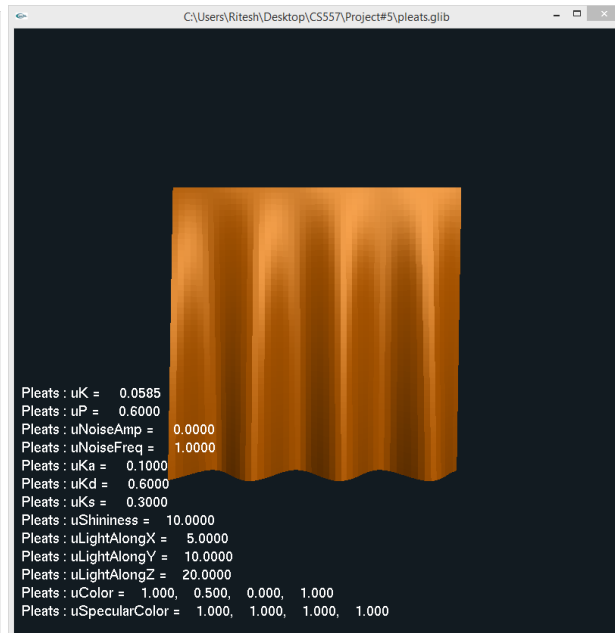 C:\Users\Ritesh\Desktop\CS557\Project#5\pleats.glib
Pleats : uK = 0.0585
Pleats : uP = 0.6000
Pleats : uNoiseAmp = 0.0000
Pleats : uNoiseFreq = 1.0000
Pleats : uKa = 0.1000
Pleats : uKd = 0.6000
Pleats : uKs = 0.3000
Pleats : uShininess = 10.0000
Pleats : uLightAlongX = 5.0000
Pleats : uLightAlongY = 10.0000
Pleats : uLightAlongZ = 20.0000
Pleats : uColor = 1.000, 0.500, 0.000, 1.000
Pleats : uSpecularColor = 1.000, 1.000, 1.000, 1.000